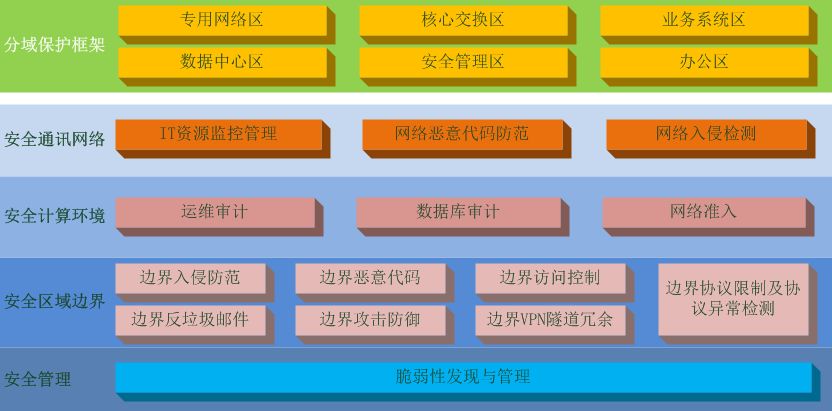 分域保护框架
专用网络区
核心交换区
业务系统区
数据中心区
安全管理区
办公区
安全通讯网络
IT资源监控管理
网络恶意代码防范
网络入侵检测
安全计算环境
运维审计
数据库审计
网络准入
安全区域边界
边界入侵防范
边界恶意代码
边界访问控制
边界协议限制及协
议异常检测
边界反垃圾邮件
边界攻击防御
边界VPN隧道冗余
安全管理
脆弱性发现与管理